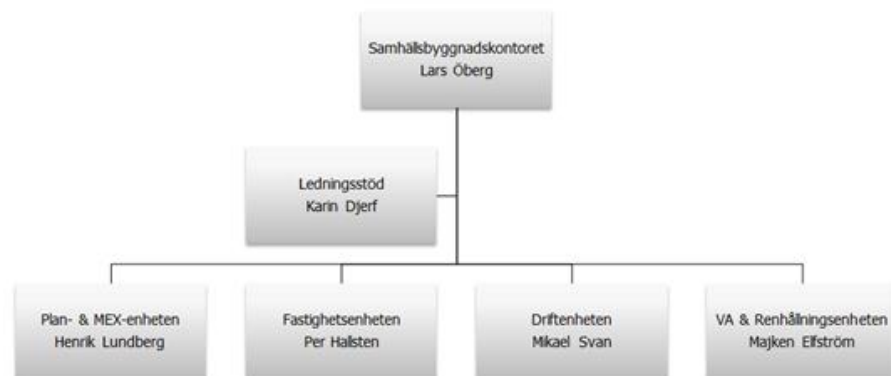 Samhällsbyggnadskontoret
Lars Öberg
Ledningsstöd
Karin Djerf
Plan- & MEX-enheten
Henrik Lundberg
Fastighetsenheten
Per Hallsten
Driftenheten
Mikael Svan
VA & Renhållningsenheten
Majken Elfström